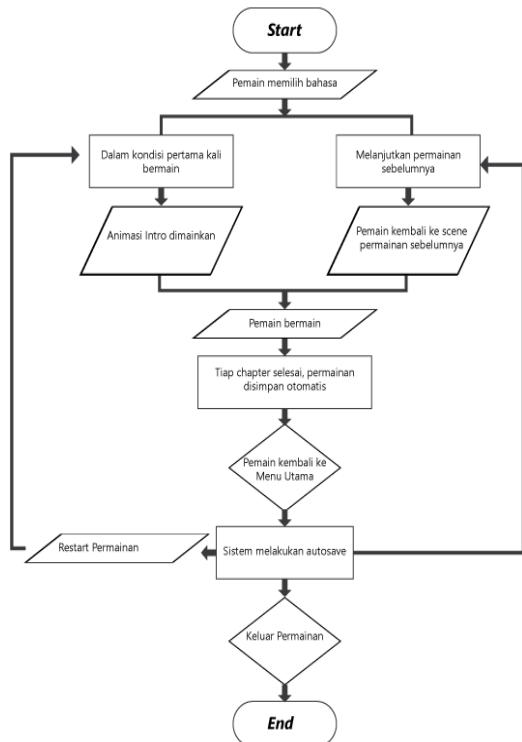 Start
Pemain memilih bahasa
Dalam kondisi pertama kali
bermain
Melanjutkan permainan
sebelumnya
Animasi Intro dimainkan
Pemain kembali ke scene
permainan sebelumnya
Pemain bermain
Tiap chapter selesai, permainan
disimpan otomatis
Pemain kembali ke
Menu Utama
Restart Permainan
Sistem melakukan autosave
Keluar Permainan
End